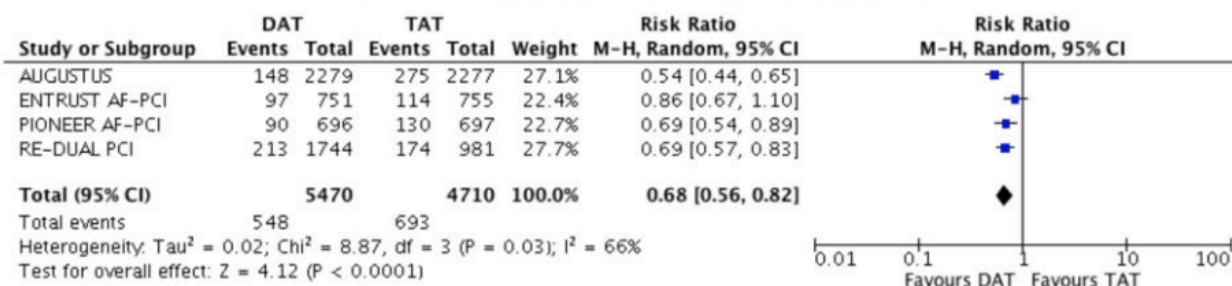 DAT TAT Risk Ratio Risk Ratio
Study or Subgroup Events Total Events Total Weight M-H, Random, 95% CI M-H, Random, 95% CI
AUGUSTUS 148 2279 275 2277 27.1% 0.54 [0.44, 0.65]
ENTRUST AF-PCI 97 751 114 755 22.4% 0.86 [0.67, 1.10]
PIONEER AF-PCI 90 696 130 697 22.7% 0.69 [0.54, 0.89]
RE-DUAL PCI 213 1744 174 981 27.7% 0.69 [0.57, 0.83]
Total (95% CI) 5470 4710 100.0% 0.68 [0.56, 0.82]
Total events 548 693
Heterogeneity: Tau² = 0.02; Chi² = 8.87, df = 3 (P = 0.03); I² = 66%
Test for overall effect: Z = 4.12 (P < 0.0001)
0.01 0.1 1 10 100
Favours DAT Favours TAT